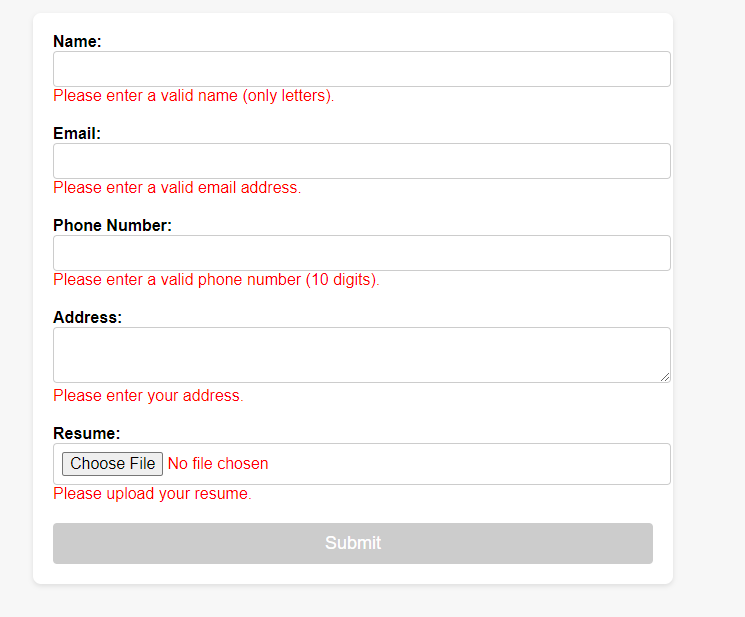 Name:
Please enter a valid name (only letters).
Email:
Please enter a valid email address.
Phone Number:
Please enter a valid phone number (10 digits).
Address:
Please enter your address.
Resume:
Choose File No file chosen
Please upload your resume.
Submit